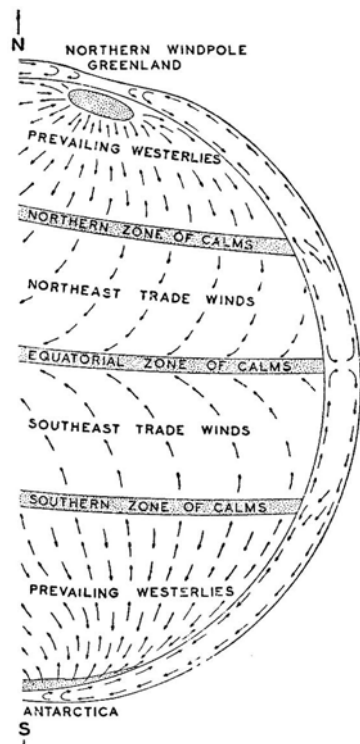 N
NORTHERN WINDPOLE
GREENLAND
PREVAILING WESTERLIES
NORTHERN ZONE OF CALMS
NORTHEAST TRADE WINDS
EQUATORIAL ZONE OF CALMS
SOUTHEAST TRADE WINDS
SOUTHERN ZONE OF CALMS
PREVAILING WESTERLIES
ANTARCTICA
S